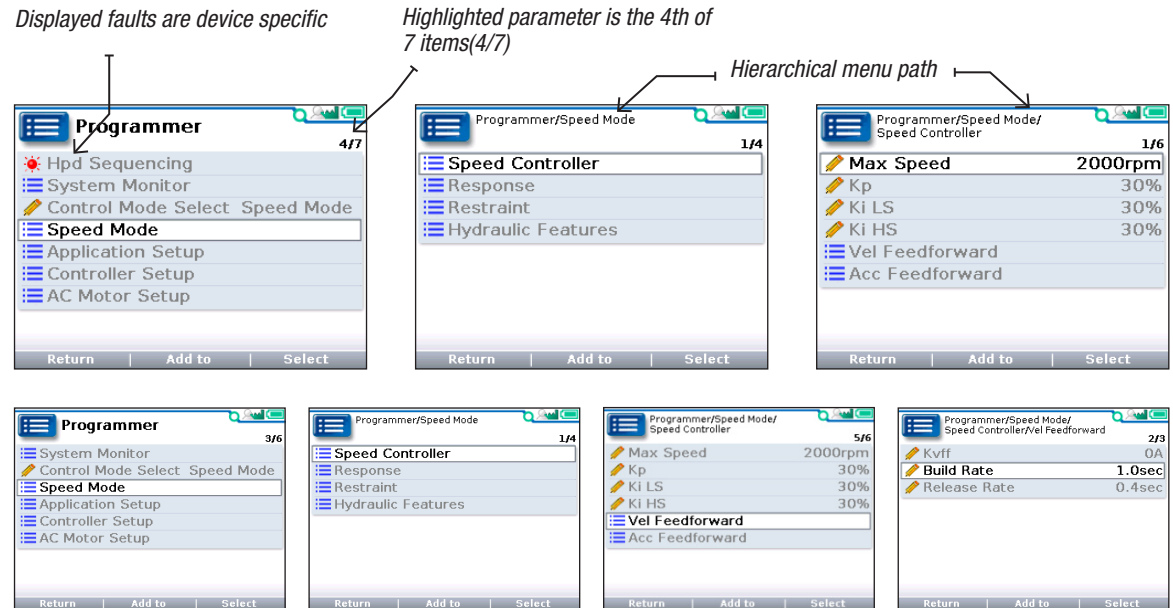 Displayed faults are device specific
Highlighted parameter is the 4th of
7 items(4/7)
Hierarchical menu path
Programmer
4/7
Hpd Sequencing
System Monitor
Control Mode Select Speed Mode
Speed Mode
Application Setup
Controller Setup
AC Motor Setup
Return | Add to | Select
Programmer/Speed Mode
1/4
Speed Controller
Response
Restraint
Hydraulic Features
Return | Add to | Select
Programmer/Speed Mode/
Speed Controller
1/6
Max Speed 2000rpm
Kp 30%
Ki LS 30%
Ki HS 30%
Vel Feedforward
Acc Feedforward
Return | Add to | Select
Programmer
3/6
System Monitor
Control Mode Select Speed Mode
Speed Mode
Application Setup
Controller Setup
AC Motor Setup
Return | Add to | Select
Programmer/Speed Mode
1/4
Speed Controller
Response
Restraint
Hydraulic Features
Return | Add to | Select
Programmer/Speed Mode/
Speed Controller
5/6
Max Speed 2000rpm
Kp 30%
Ki LS 30%
Ki HS 30%
Vel Feedforward
Acc Feedforward
Return | Add to | Select
Programmer/Speed Mode/
Speed Controller/Vel Feedforward
2/3
Kvff 0A
Build Rate 1.0sec
Release Rate 0.4sec
Return | Add to | Select